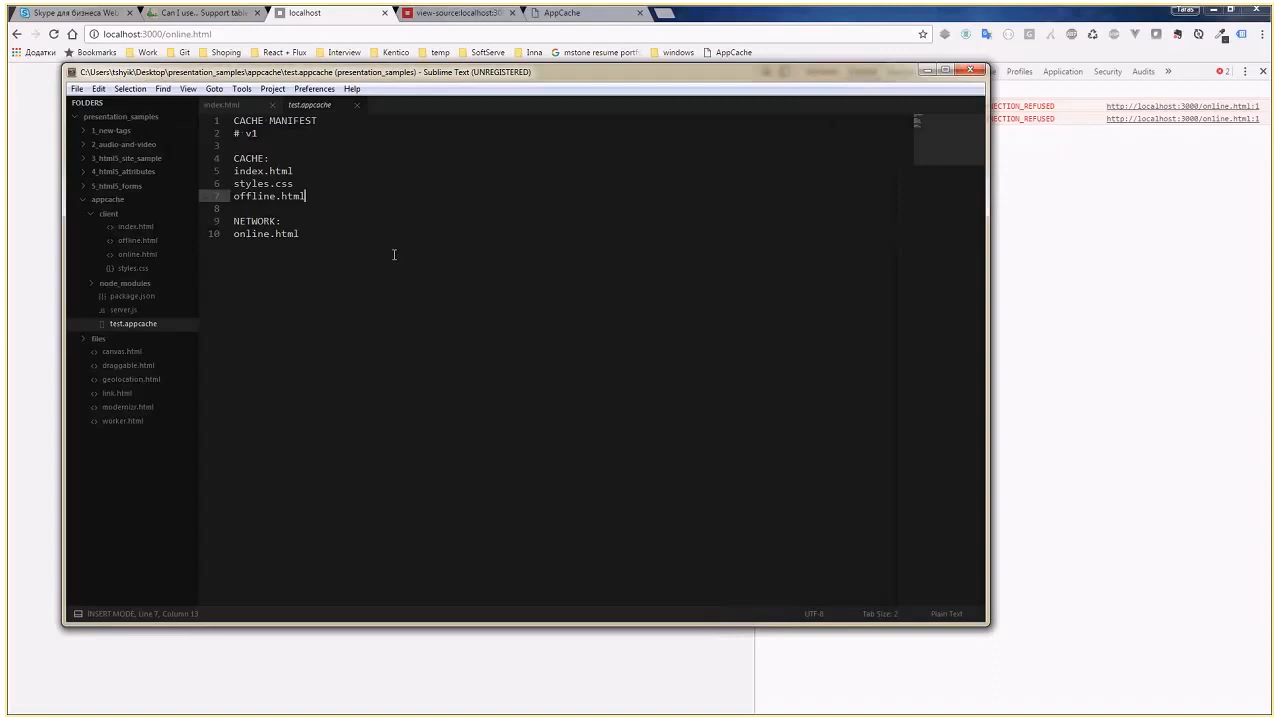 Skype для бизнеса Web
Can I use... Support table
localhost
view-source:localhost:30
AppCache
Taras
localhost:3000/online.html
Додатки
Bookmarks
Work
Git
Shoping
React + Flux
Interview
Kentico
temp
SoftServe
Inna
mstone resume portf
windows
AppCache
C:\Users\tshyik\Desktop\presentation_samples\appcache\test.appcache (presentation_samples) - Sublime Text (UNREGISTERED)
Profiles
Application
Security
Audits
»
2
File
Edit
Selection
Find
View
Goto
Tools
Project
Preferences
Help
FOLDERS
presentation_samples
1_new-tags
2_audio-and-video
3_html5_site_sample
4_html5_attributes
5_html5_forms
appcache
client
index.html
offline.html
online.html
styles.css
node_modules
package.json
server.js
test.appcache
files
canvas.html
draggable.html
geolocation.html
link.html
modernizr.html
worker.html
index.html
test.appcache
1 CACHE MANIFEST
2 # v1
3
4 CACHE:
5 index.html
6 styles.css
7 offline.html
8
9 NETWORK:
10 online.html
NECTION_REFUSED
http://localhost:3000/online.html:1
NECTION_REFUSED
http://localhost:3000/online.html:1
INSERT MODE, Line 7, Column 13
UTF-8
Tab Size: 2
Plain Text